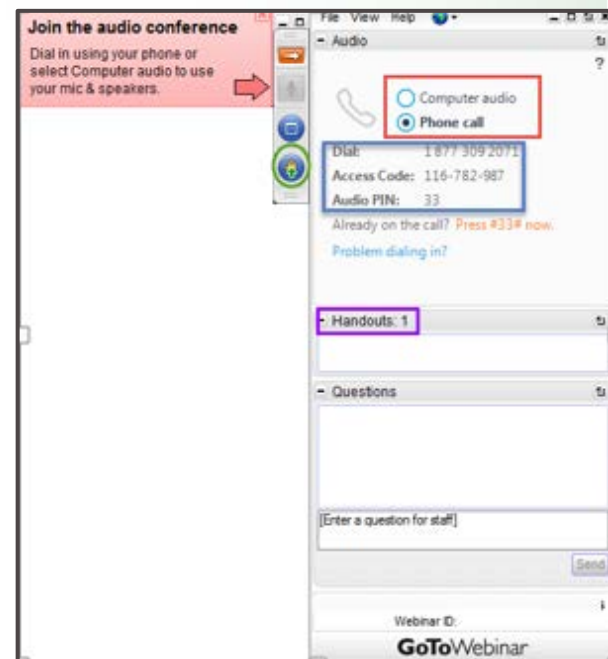 Join the audio conference
Dial in using your phone or
select Computer audio to use
your mic & speakers.
File View Help
Audio
?
Computer audio
Phone call
Dial: 1 877 309 2071
Access Code: 116-782-987
Audio PIN: 33
Already on the call? Press #33# now.
Problem dialing in?
Handouts: 1
Questions
[Enter a question for staff]
Send
Webinar ID:
GoToWebinar